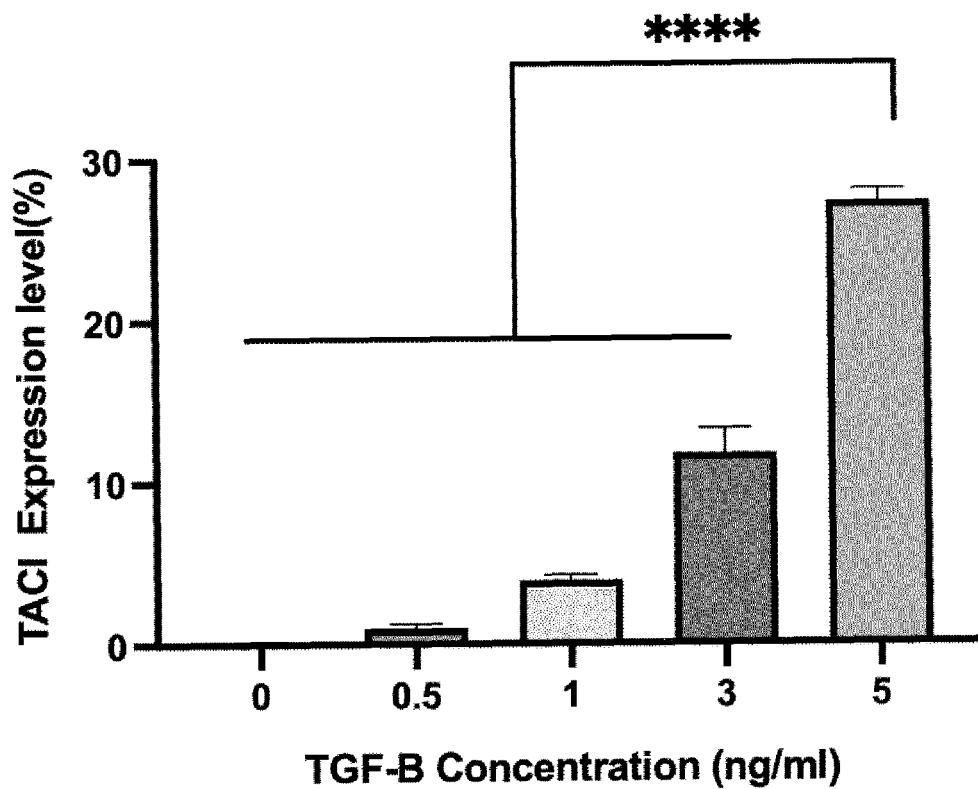 ****
30
20
10
0
TACI Expression level(%)
0 0.5 1 3 5
TGF-B Concentration (ng/ml)